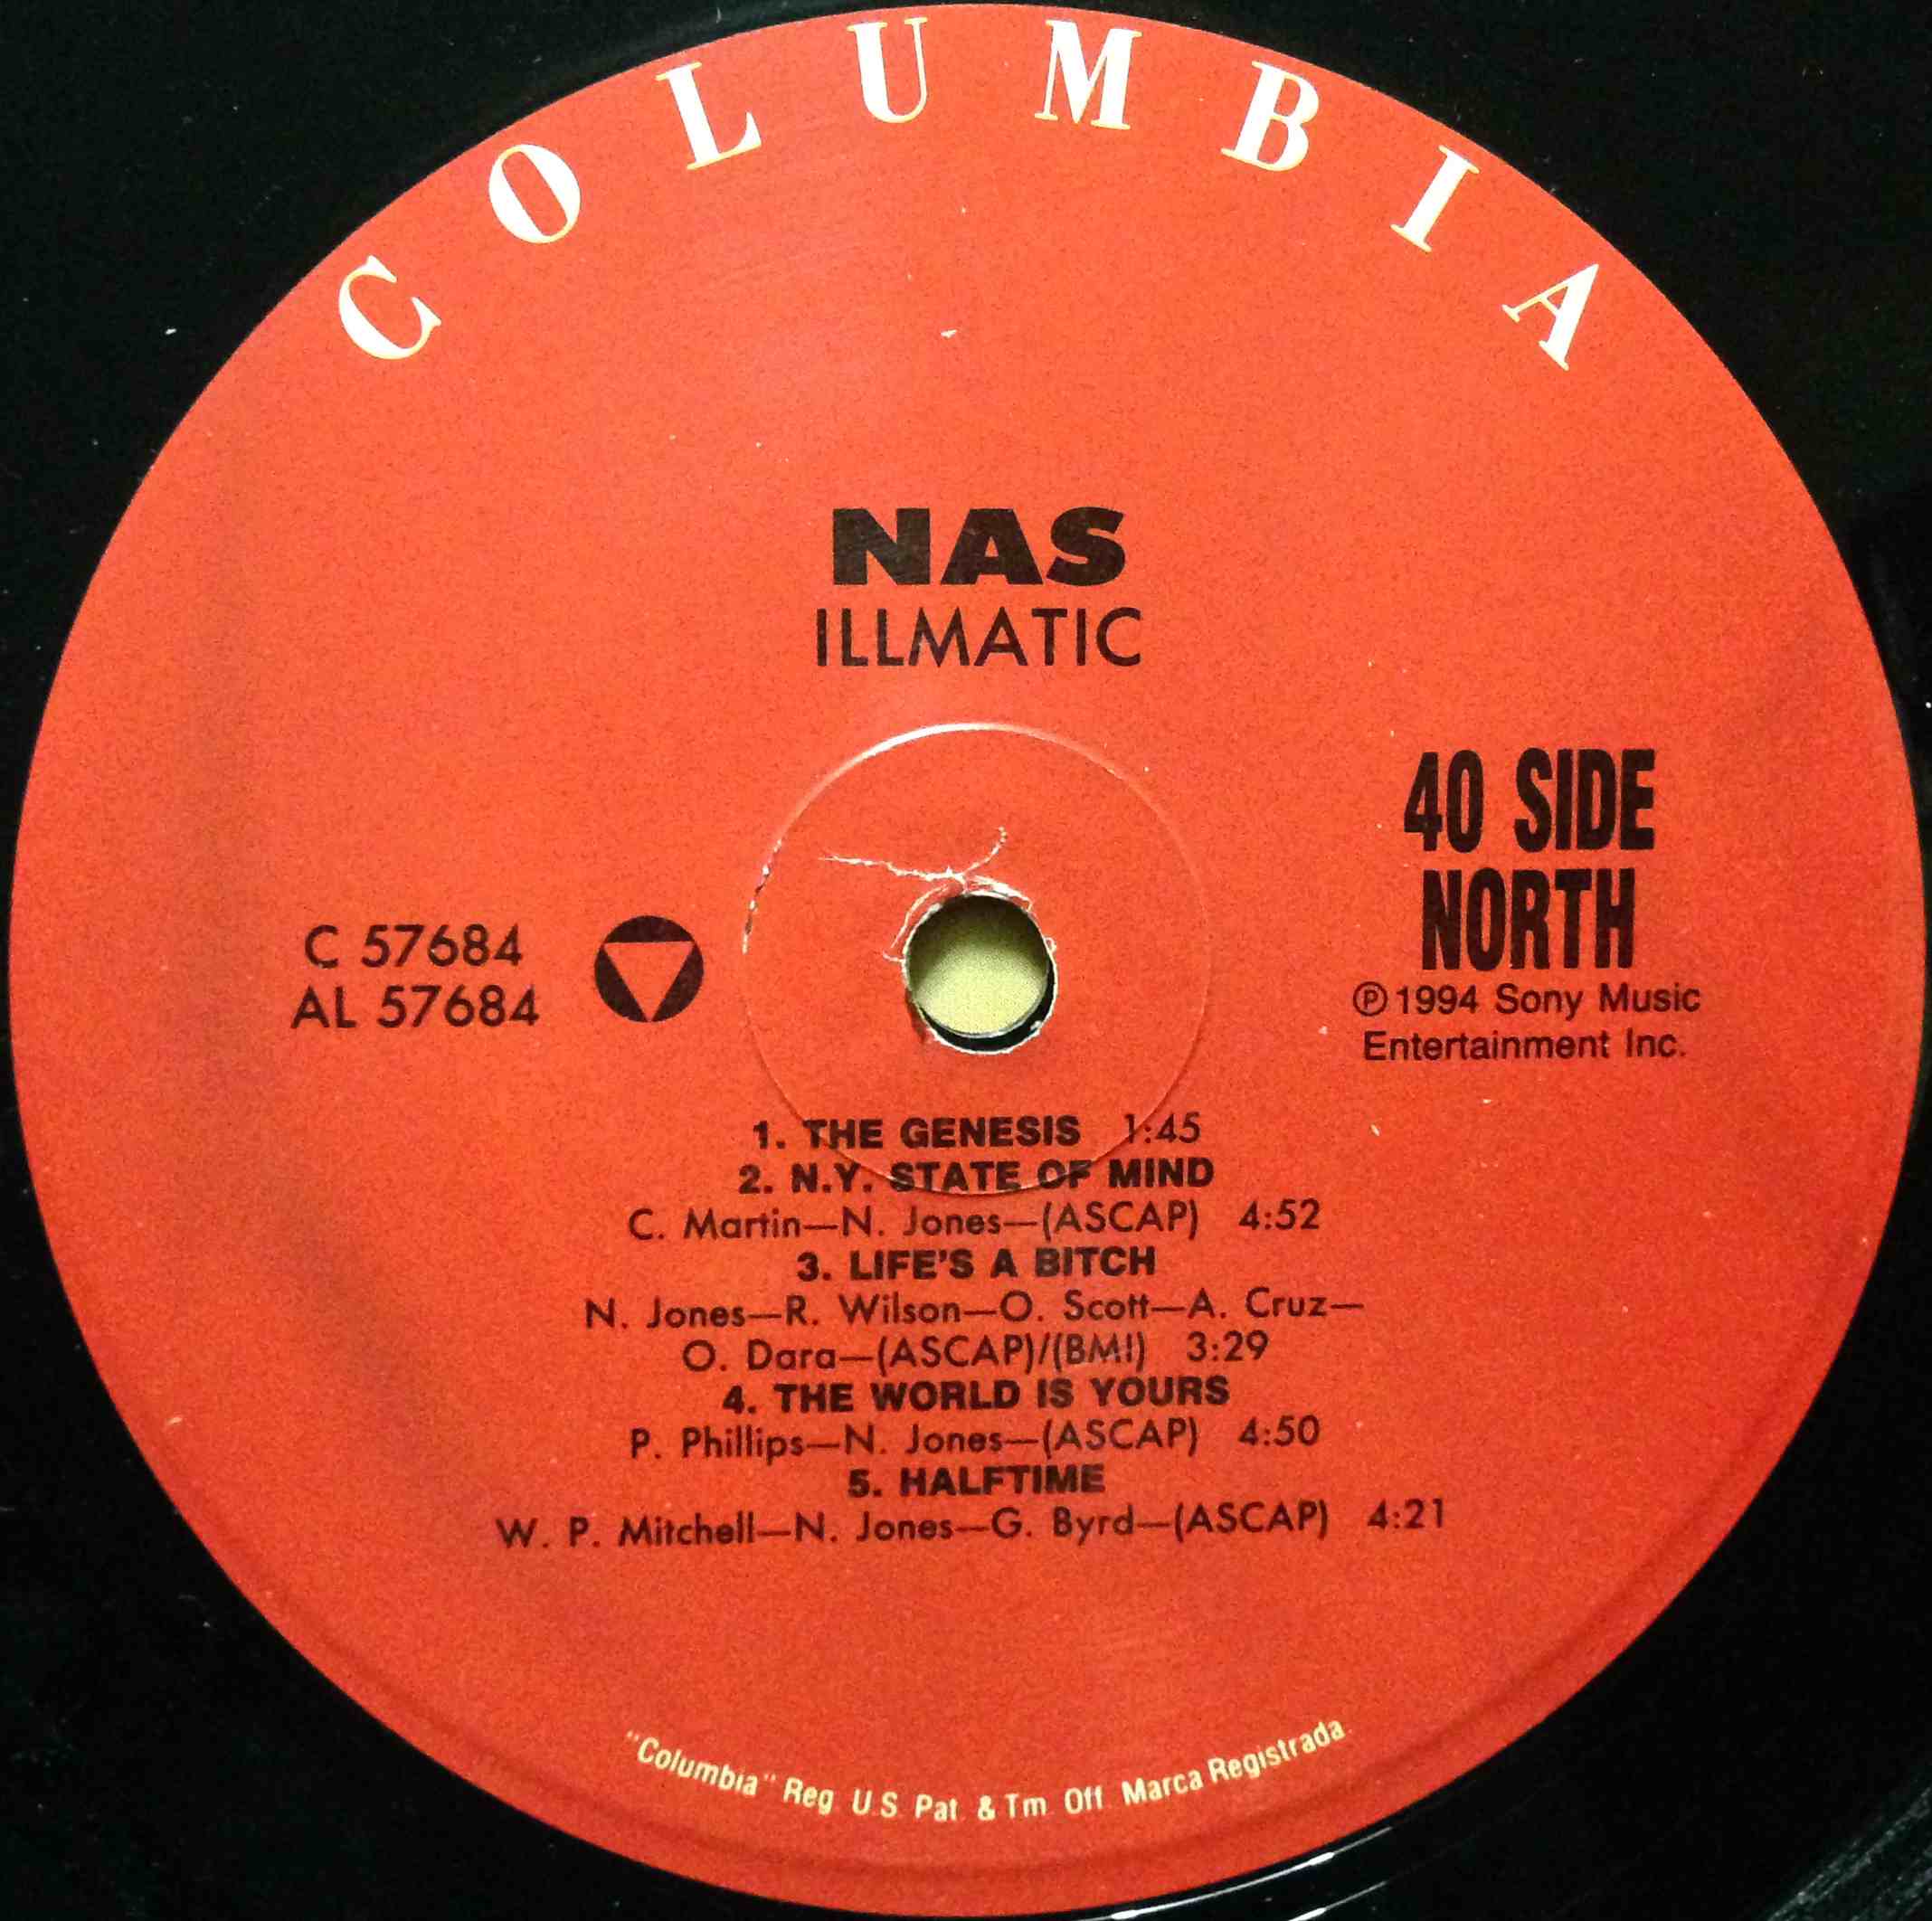 COLUMBIA
NAS
ILLMATIC
40 SIDE
NORTH
℗ 1994 Sony Music
Entertainment Inc.
C 57684
AL 57684
1. THE GENESIS 1:45
2. N.Y. STATE OF MIND
C. Martin—N. Jones—(ASCAP) 4:52
3. LIFE'S A BITCH
N. Jones—R. Wilson—O. Scott—A. Cruz—
O. Dara—(ASCAP)/(BMI) 3:29
4. THE WORLD IS YOURS
P. Phillips—N. Jones—(ASCAP) 4:50
5. HALFTIME
W. P. Mitchell—N. Jones—G. Byrd—(ASCAP) 4:21
"Columbia" Reg. U.S. Pat. & Tm. Off. Marca Registrada.